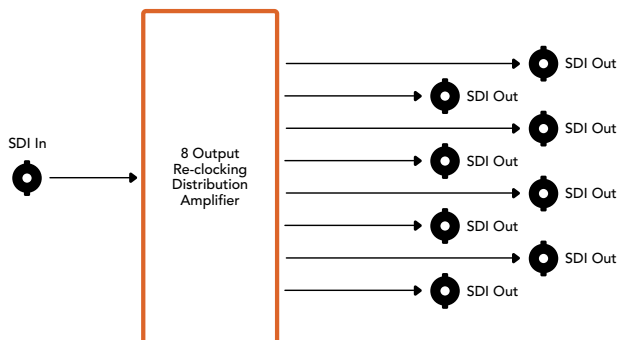 SDI In
8 Output
Re-clocking
Distribution
Amplifier
SDI Out
SDI Out
SDI Out
SDI Out
SDI Out
SDI Out
SDI Out
SDI Out